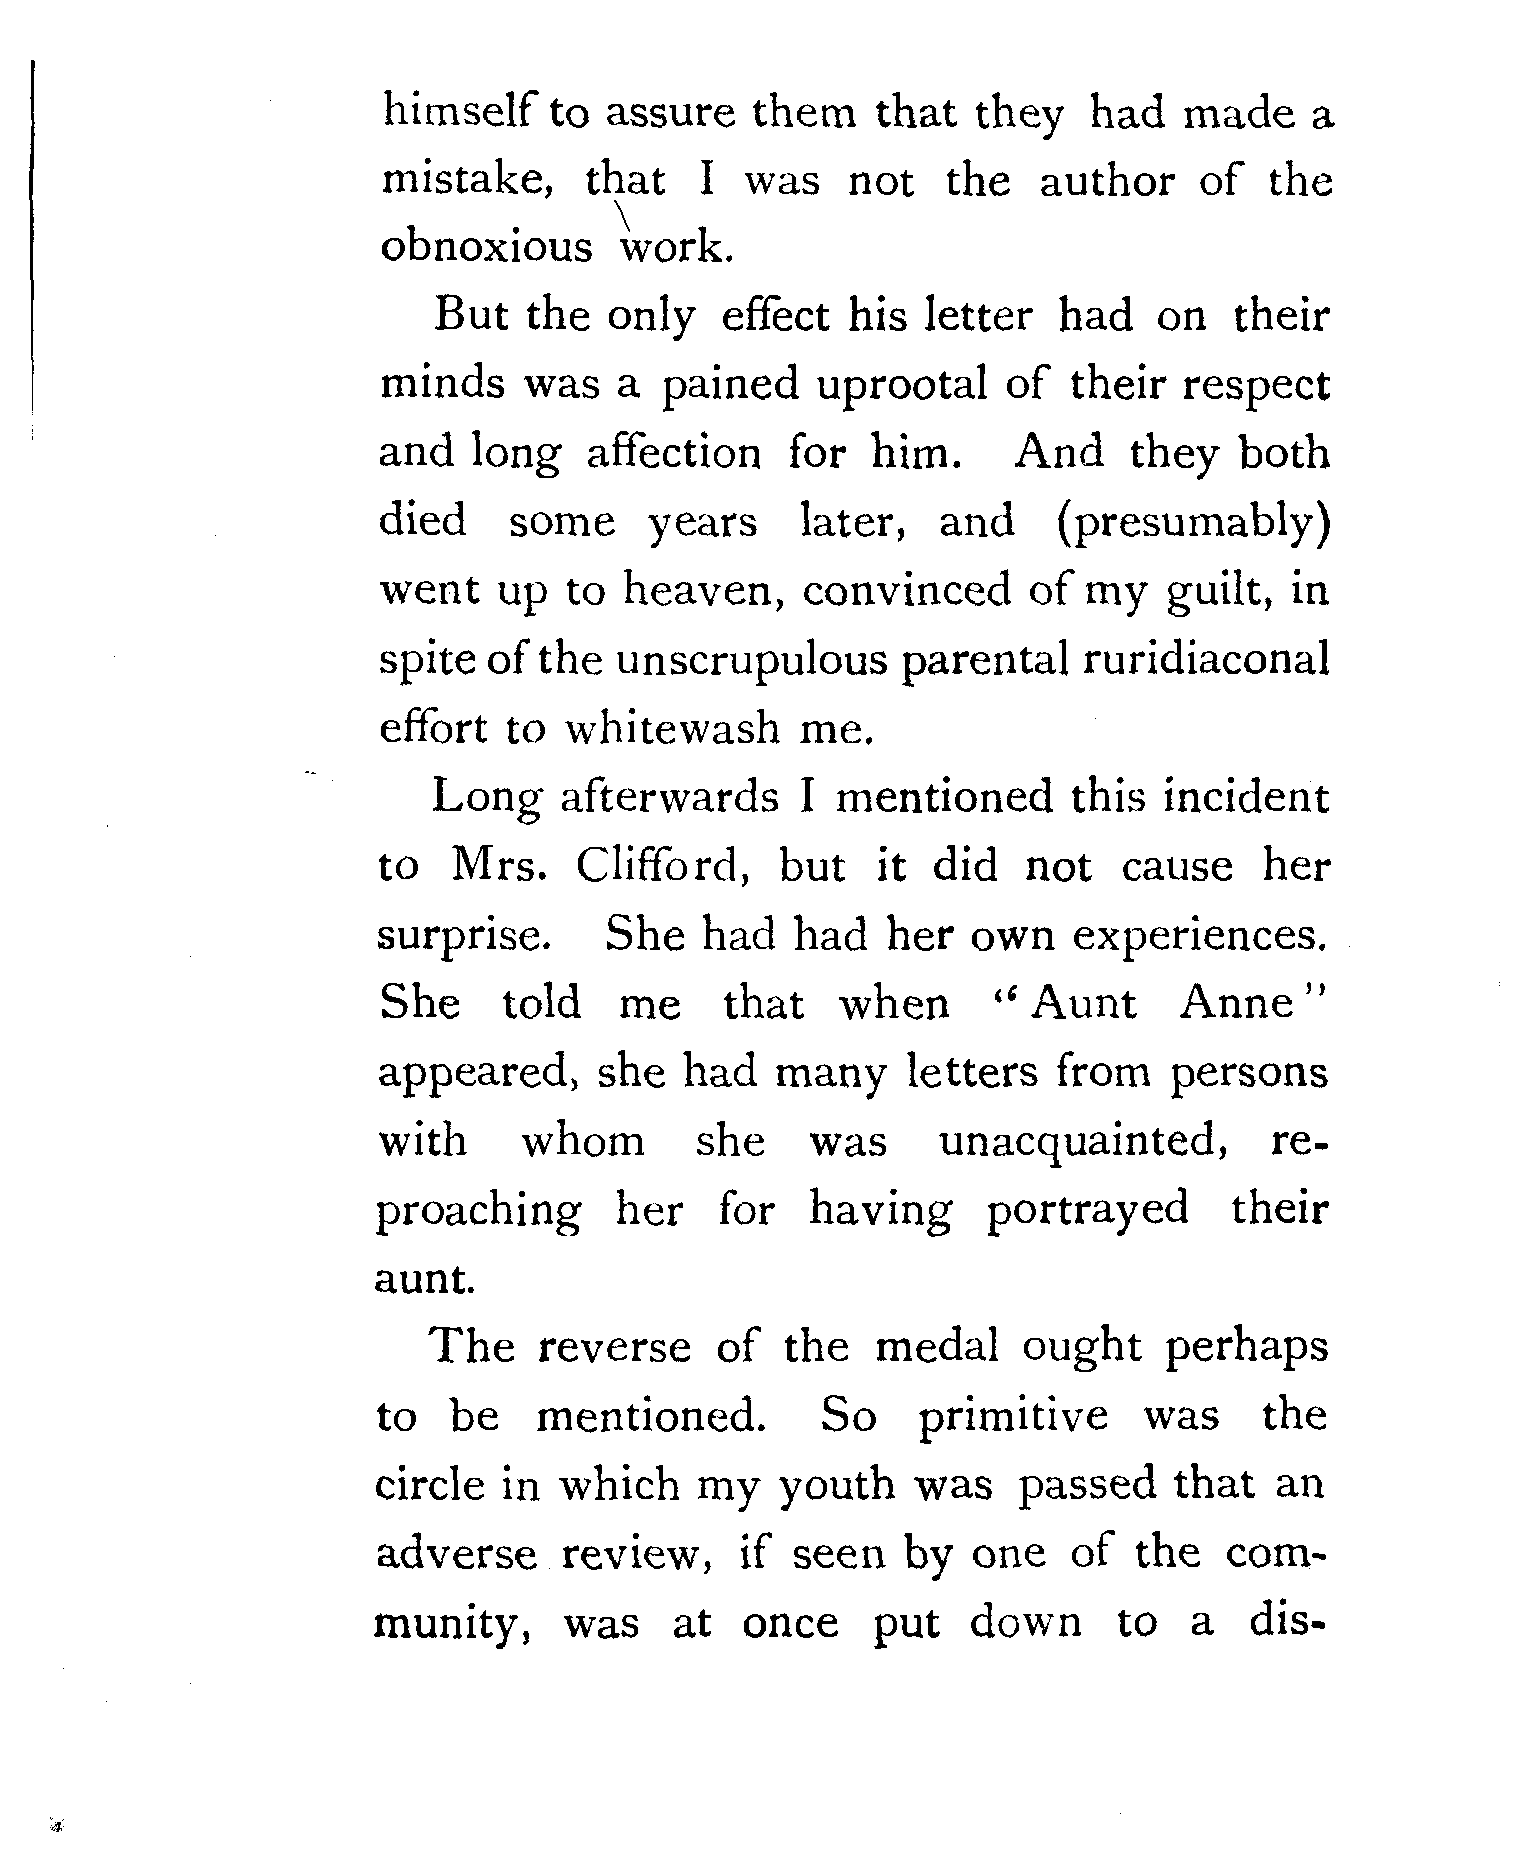 himself to assure them that they had made a
mistake, that I was not the author of the
obnoxious work.
But the only effect his letter had on their
minds was a pained uprootal of their respect
and long affection for him. And they both
died some years later, and (presumably)
went up to heaven, convinced of my guilt, in
spite of the unscrupulous parental ruridiaconal
effort to whitewash me.
Long afterwards I mentioned this incident
to Mrs. Clifford, but it did not cause her
surprise. She had had her own experiences.
She told me that when “Aunt Anne”
appeared, she had many letters from persons
with whom she was unacquainted, re-
proaching her for having portrayed their
aunt.
The reverse of the medal ought perhaps
to be mentioned. So primitive was the
circle in which my youth was passed that an
adverse review, if seen by one of the com-
munity, was at once put down to a dis-
4